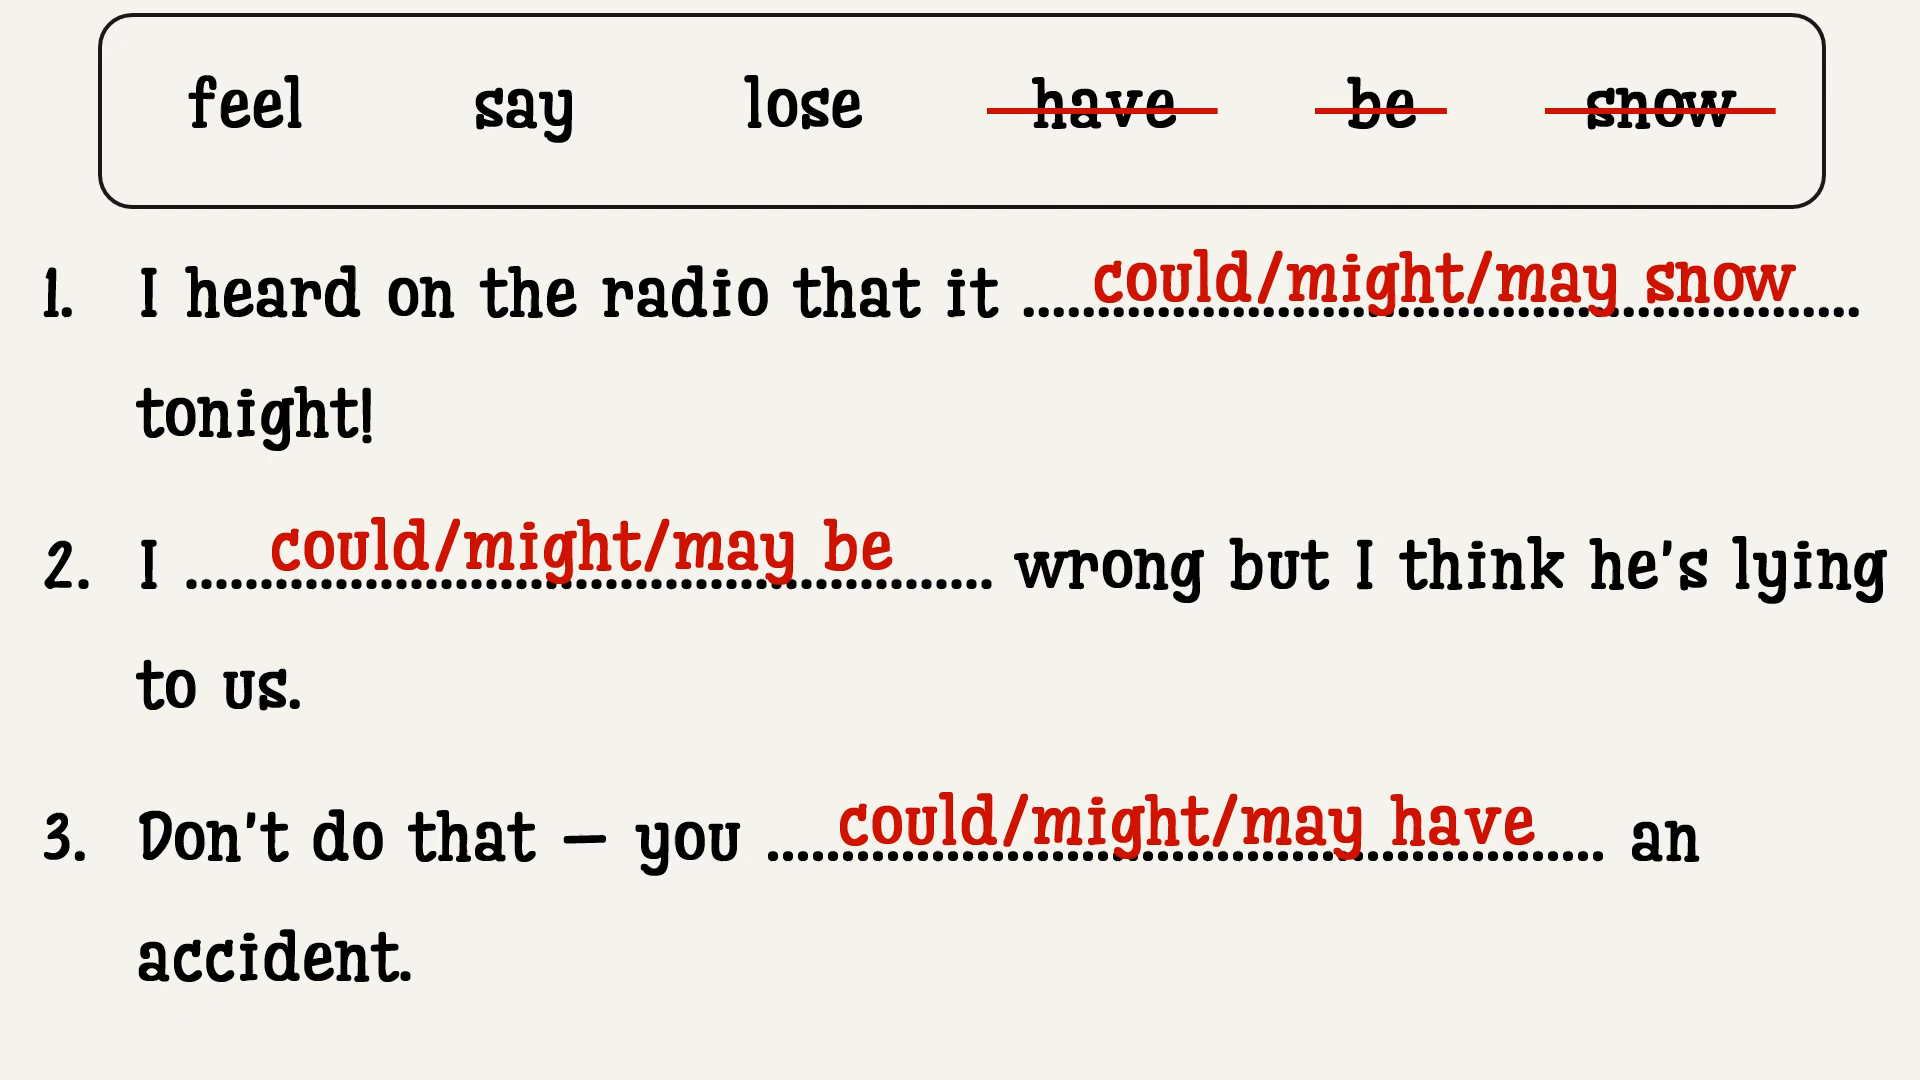 feel say lose have be snow
1. I heard on the radio that it ........ could/might/may snow ........
tonight!
2. I ........ could/might/may be ........ wrong but I think he's lying
to us.
3. Don't do that – you ........ could/might/may have ........ an
accident.